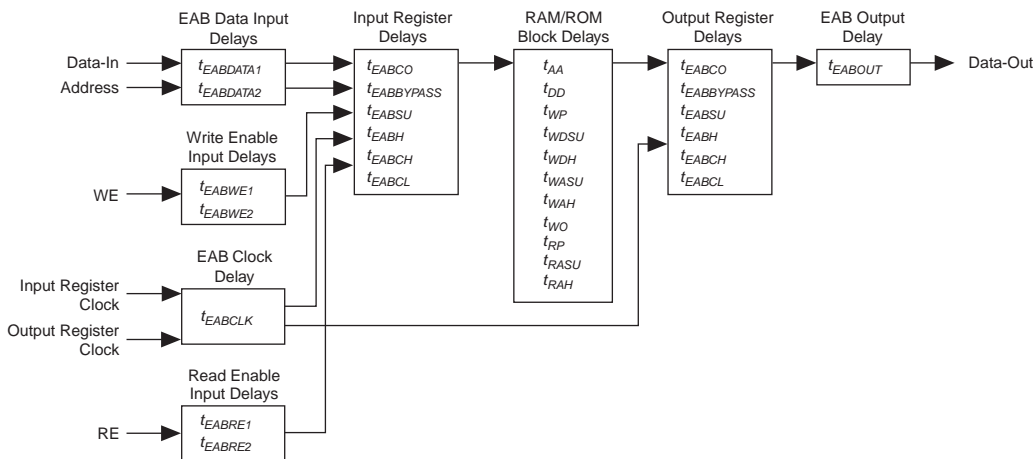 EAB Data Input
Delays
Data-In
Address
tEABDATA1
tEABDATA2
Write Enable
Input Delays
WE
tEABWE1
tEABWE2
EAB Clock
Delay
Input Register
Clock
Output Register
Clock
tEABCLK
Read Enable
Input Delays
RE
tEABRE1
tEABRE2
Input Register
Delays
tEABCO
tEABBYPASS
tEABSU
tEABH
tEABCH
tEABCL
RAM/ROM
Block Delays
tAA
tDD
tWP
tWDSU
tWDH
tWASU
tWAH
tWO
tRP
tRASU
tRAH
Output Register
Delays
tEABCO
tEABBYPASS
tEABSU
tEABH
tEABCH
tEABCL
EAB Output
Delay
tEABOUT
Data-Out